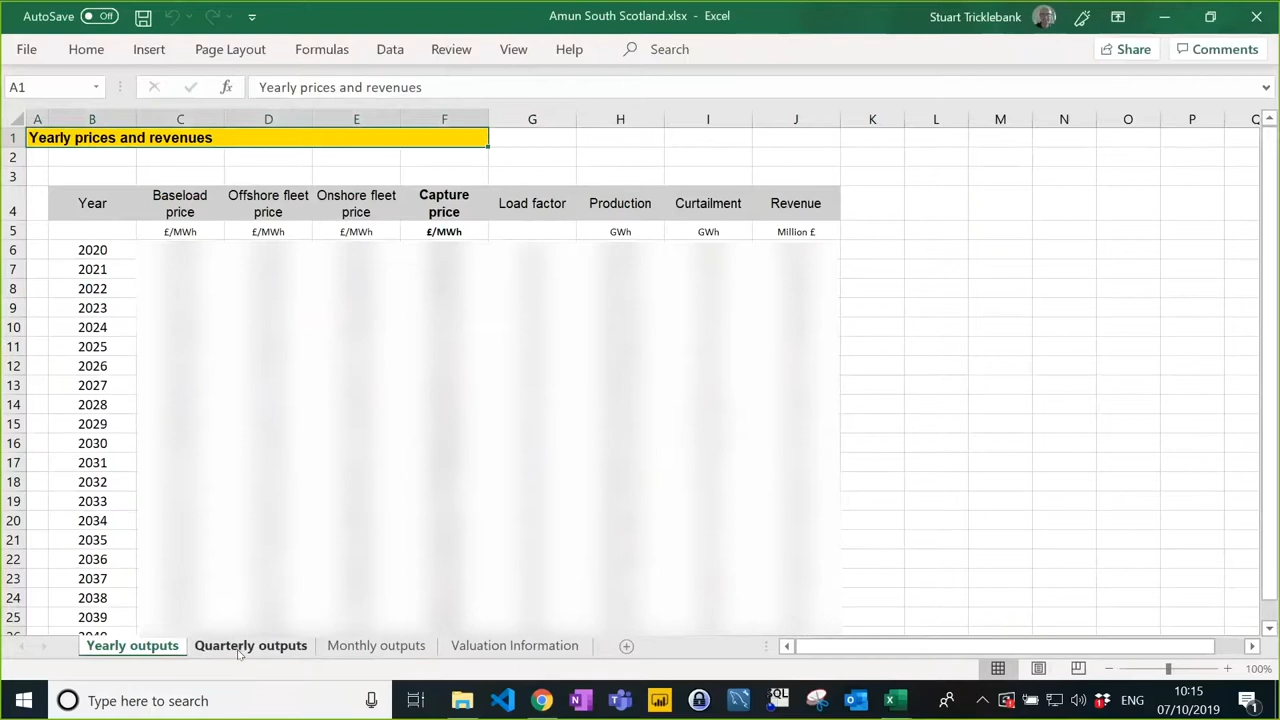 AutoSave Off Amun South Scotland.xlsx - Excel Stuart Tricklebank
File Home Insert Page Layout Formulas Data Review View Help Search Share Comments
A1 fx Yearly prices and revenues
A B C D E F G H I J K L M N O P Q
1 Yearly prices and revenues
2
3
4 Year Baseload price Offshore fleet price Onshore fleet price Capture price Load factor Production Curtailment Revenue
5 £/MWh £/MWh £/MWh £/MWh GWh GWh Million £
6 2020
7 2021
8 2022
9 2023
10 2024
11 2025
12 2026
13 2027
14 2028
15 2029
16 2030
17 2031
18 2032
19 2033
20 2034
21 2035
22 2036
23 2037
24 2038
25 2039
Yearly outputs Quarterly outputs Monthly outputs Valuation Information
100%
Type here to search ENG 10:15
07/10/2019